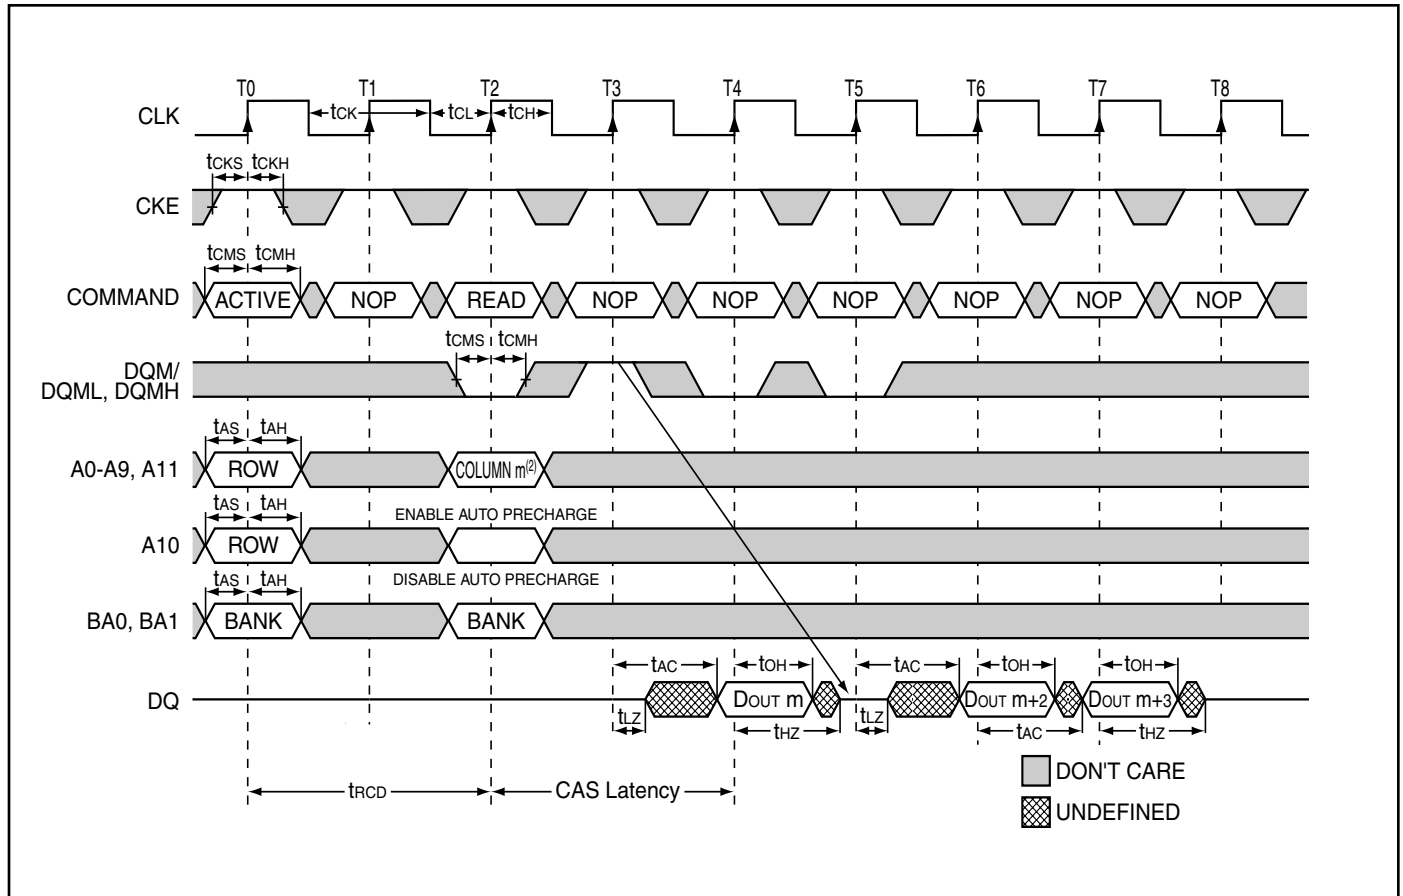 T0 T1 T2 T3 T4 T5 T6 T7 T8
CLK tCK tCL tCH
tCKS tCKH
CKE
tCMS tCMH
COMMAND ACTIVE NOP READ NOP NOP NOP NOP NOP NOP
tCMS tCMH
DQM/
DQML, DQMH
tAS tAH
A0-A9, A11 ROW COLUMN m(2)
tAS tAH ENABLE AUTO PRECHARGE
A10 ROW
tAS tAH DISABLE AUTO PRECHARGE
BA0, BA1 BANK BANK
tAC tOH tAC tOH tOH
DQ DOUT m DOUT m+2 DOUT m+3
tLZ tHZ tLZ tAC tHZ
DON'T CARE
tRCD CAS Latency
UNDEFINED